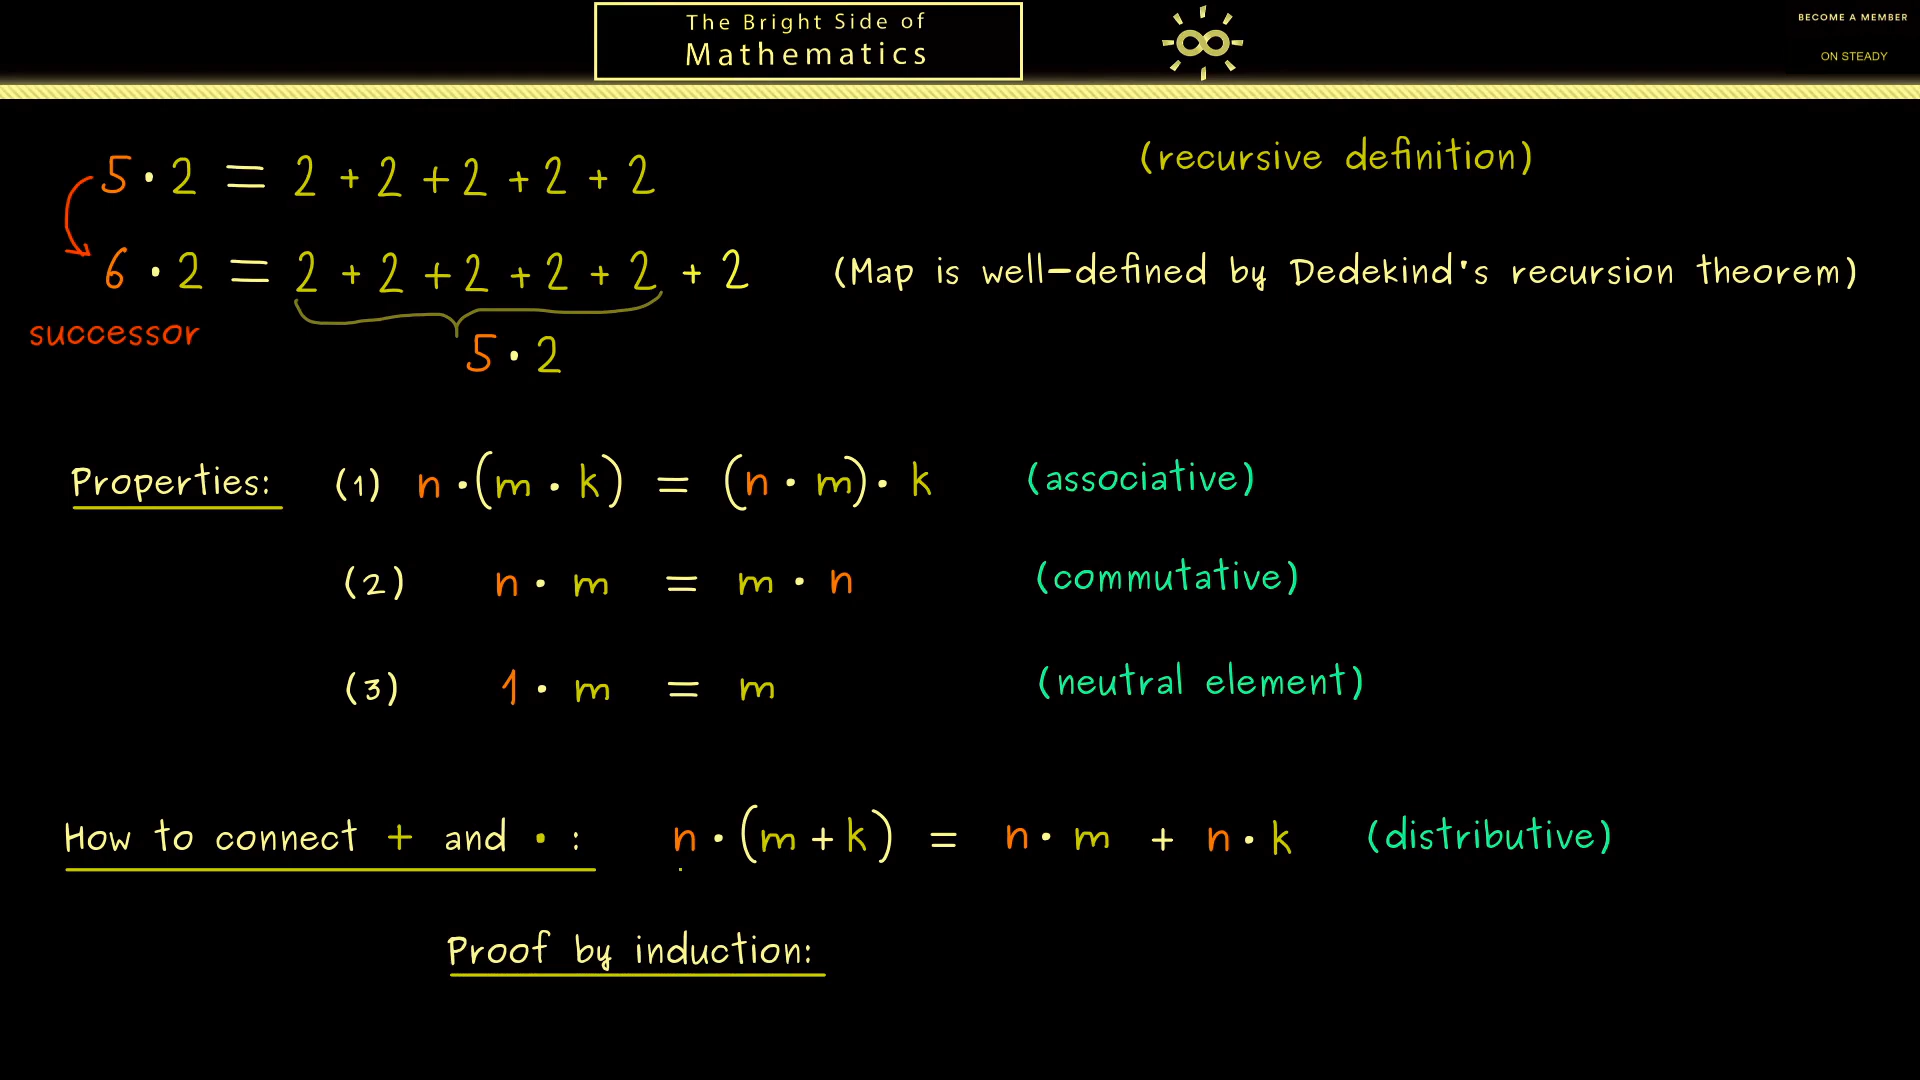 The Bright Side of
Mathematics
BECOME A MEMBER
ON STEADY
5 · 2 = 2 + 2 + 2 + 2 + 2
(recursive definition)
6 · 2 = 2 + 2 + 2 + 2 + 2 + 2
(Map is well-defined by Dedekind's recursion theorem)
successor
5 · 2
Properties: (1) n · (m · k) = (n · m) · k (associative)
(2) n · m = m · n (commutative)
(3) 1 · m = m (neutral element)
How to connect + and · : n · (m + k) = n · m + n · k (distributive)
Proof by induction: